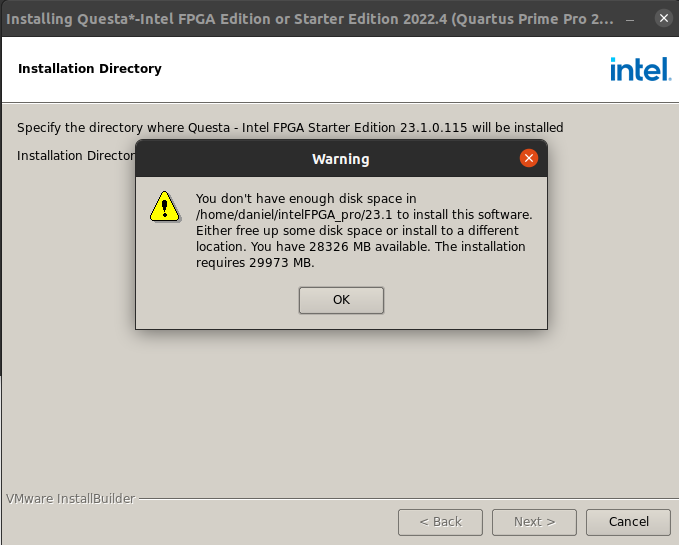 Installing Questa*-Intel FPGA Edition or Starter Edition 2022.4 (Quartus Prime Pro 2...
Installation Directory
intel.
Specify the directory where Questa - Intel FPGA Starter Edition 23.1.0.115 will be installed
Installation Director
Warning
You don't have enough disk space in
/home/daniel/intelFPGA_pro/23.1 to install this software.
Either free up some disk space or install to a different
location. You have 28326 MB available. The installation
requires 29973 MB.
OK
VMware InstallBuilder
< Back
Next >
Cancel